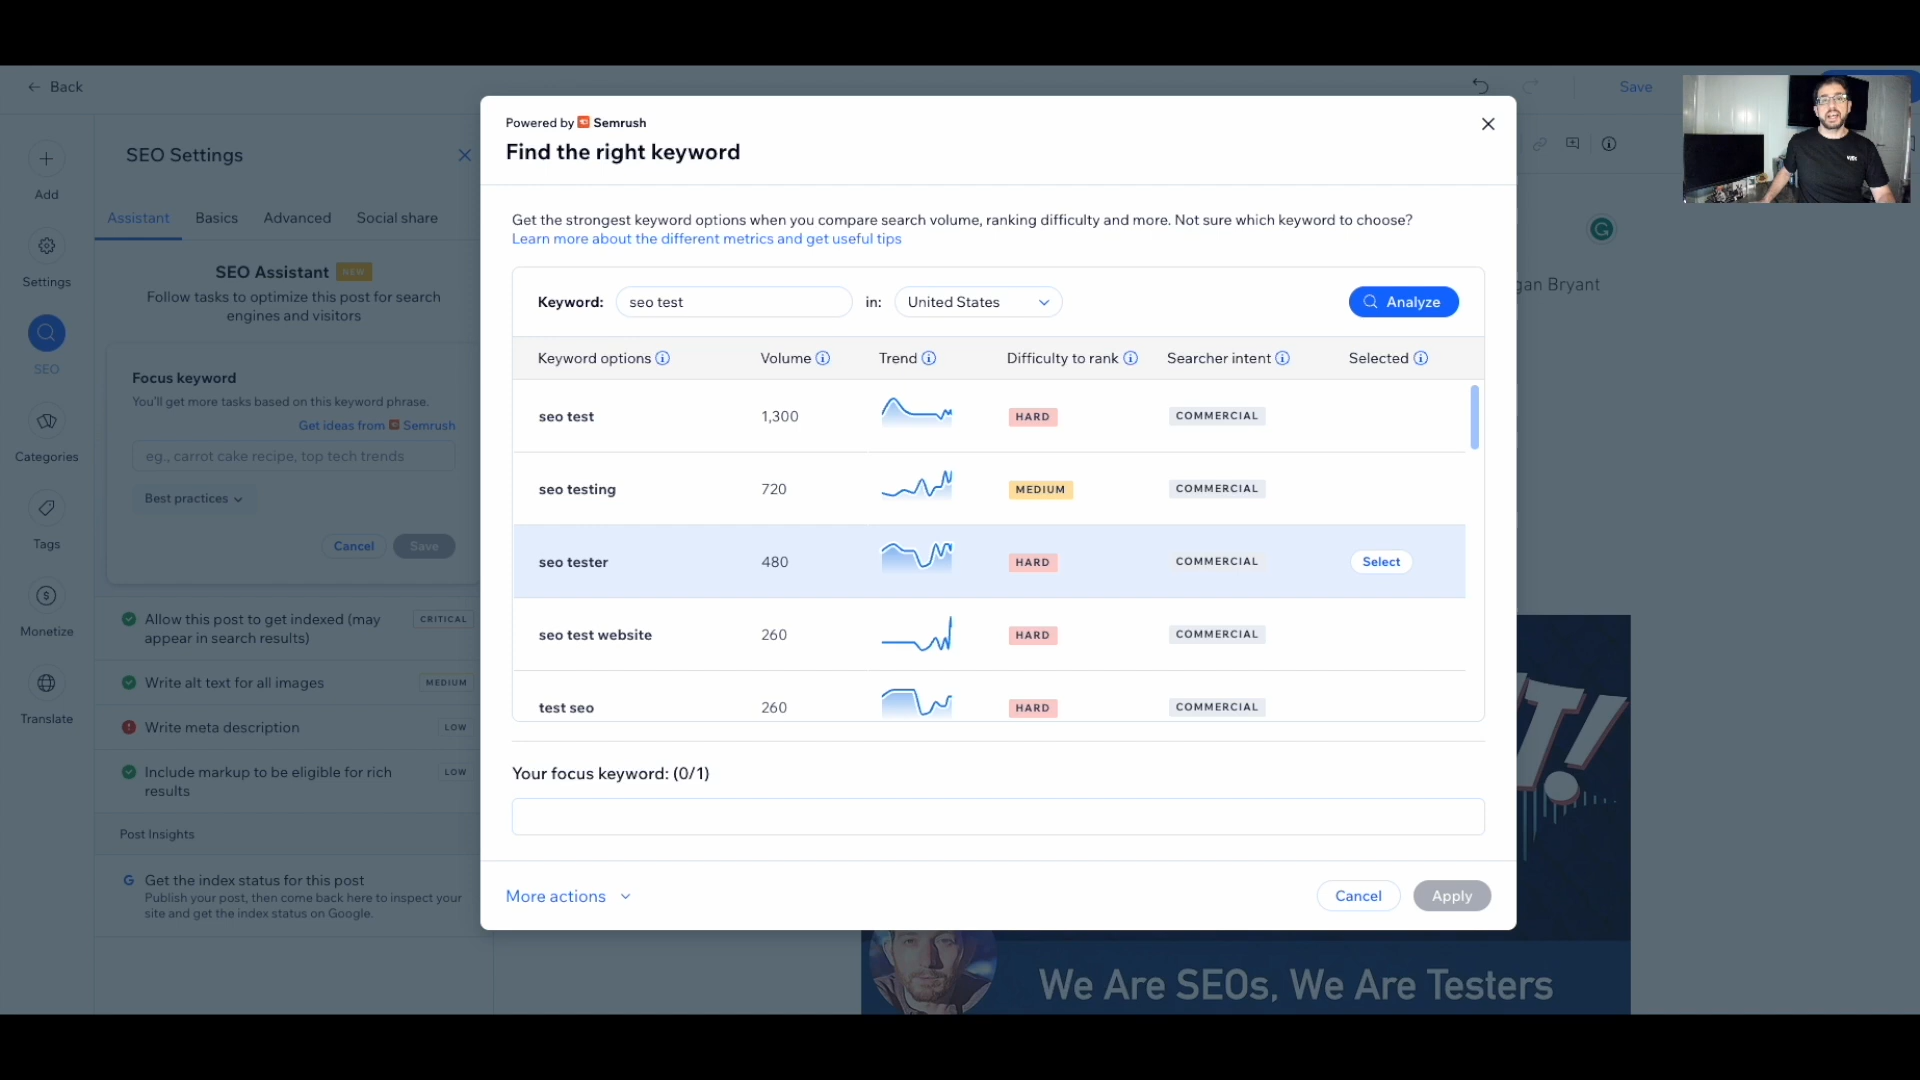 Back
Save
Powered by Semrush
Find the right keyword
Add
Settings
SEO
Categories
Tags
Monetize
Translate
SEO Settings
Assistant Basics Advanced Social share
SEO Assistant NEW
Follow tasks to optimize this post for search
engines and visitors
Focus keyword
You'll get more tasks based on this keyword phrase.
Get ideas from Semrush
eg., carrot cake recipe, top tech trends
Best practices
Cancel Save
Allow this post to get indexed (may CRITICAL
appear in search results)
Write alt text for all images MEDIUM
Write meta description LOW
Include markup to be eligible for rich LOW
results
Post Insights
G Get the index status for this post
Publish your post, then come back here to inspect your
site and get the index status on Google.
Get the strongest keyword options when you compare search volume, ranking difficulty and more. Not sure which keyword to choose?
Learn more about the different metrics and get useful tips
Keyword: seo test in: United States Analyze
Keyword options Volume Trend Difficulty to rank Searcher intent Selected
seo test 1,300 HARD COMMERCIAL
seo testing 720 MEDIUM COMMERCIAL
seo tester 480 HARD COMMERCIAL Select
seo test website 260 HARD COMMERCIAL
test seo 260 HARD COMMERCIAL
Your focus keyword: (0/1)
More actions
Cancel Apply
gan Bryant
T!
We Are SEOs, We Are Testers